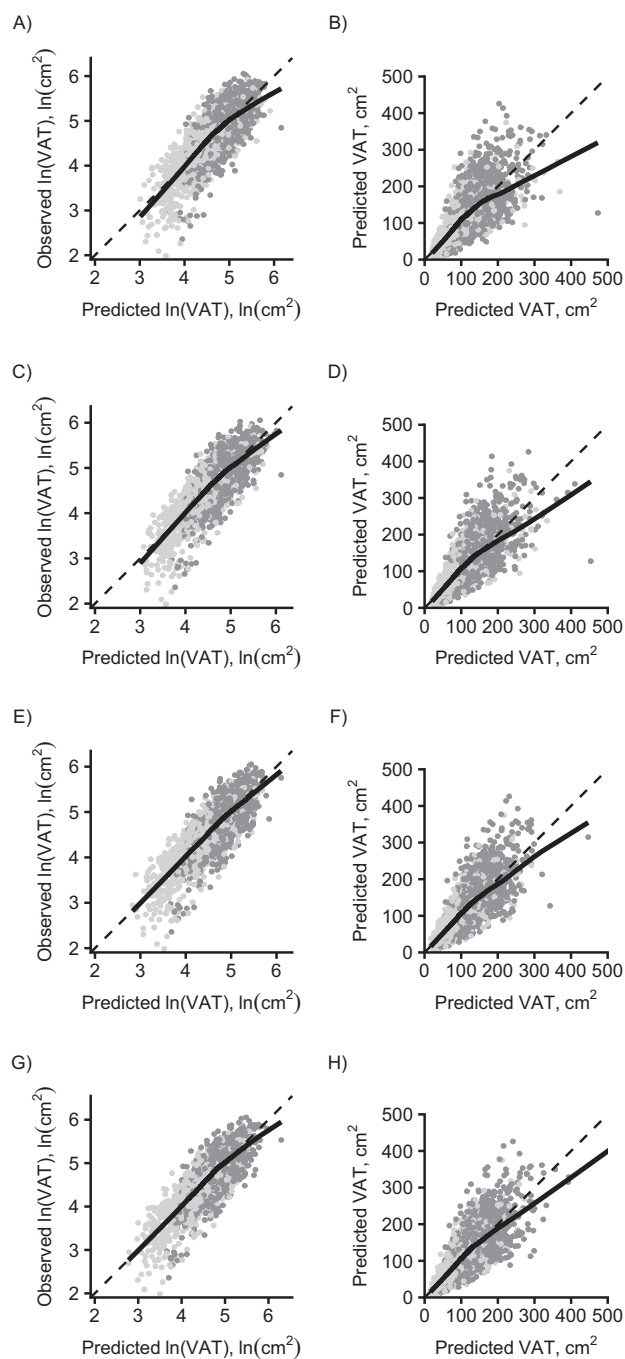 A)
Observed ln(VAT), ln(cm²)
6
5
4
3
2
2 3 4 5 6
Predicted ln(VAT), ln(cm²)
B)
Predicted VAT, cm²
500
400
300
200
100
0
0 100 200 300 400 500
Predicted VAT, cm²
C)
Observed ln(VAT), ln(cm²)
6
5
4
3
2
2 3 4 5 6
Predicted ln(VAT), ln(cm²)
D)
Predicted VAT, cm²
500
400
300
200
100
0
0 100 200 300 400 500
Predicted VAT, cm²
E)
Observed ln(VAT), ln(cm²)
6
5
4
3
2
2 3 4 5 6
Predicted ln(VAT), ln(cm²)
F)
Predicted VAT, cm²
500
400
300
200
100
0
0 100 200 300 400 500
Predicted VAT, cm²
G)
Observed ln(VAT), ln(cm²)
6
5
4
3
2
2 3 4 5 6
Predicted ln(VAT), ln(cm²)
H)
Predicted VAT, cm²
500
400
300
200
100
0
0 100 200 300 400 500
Predicted VAT, cm²